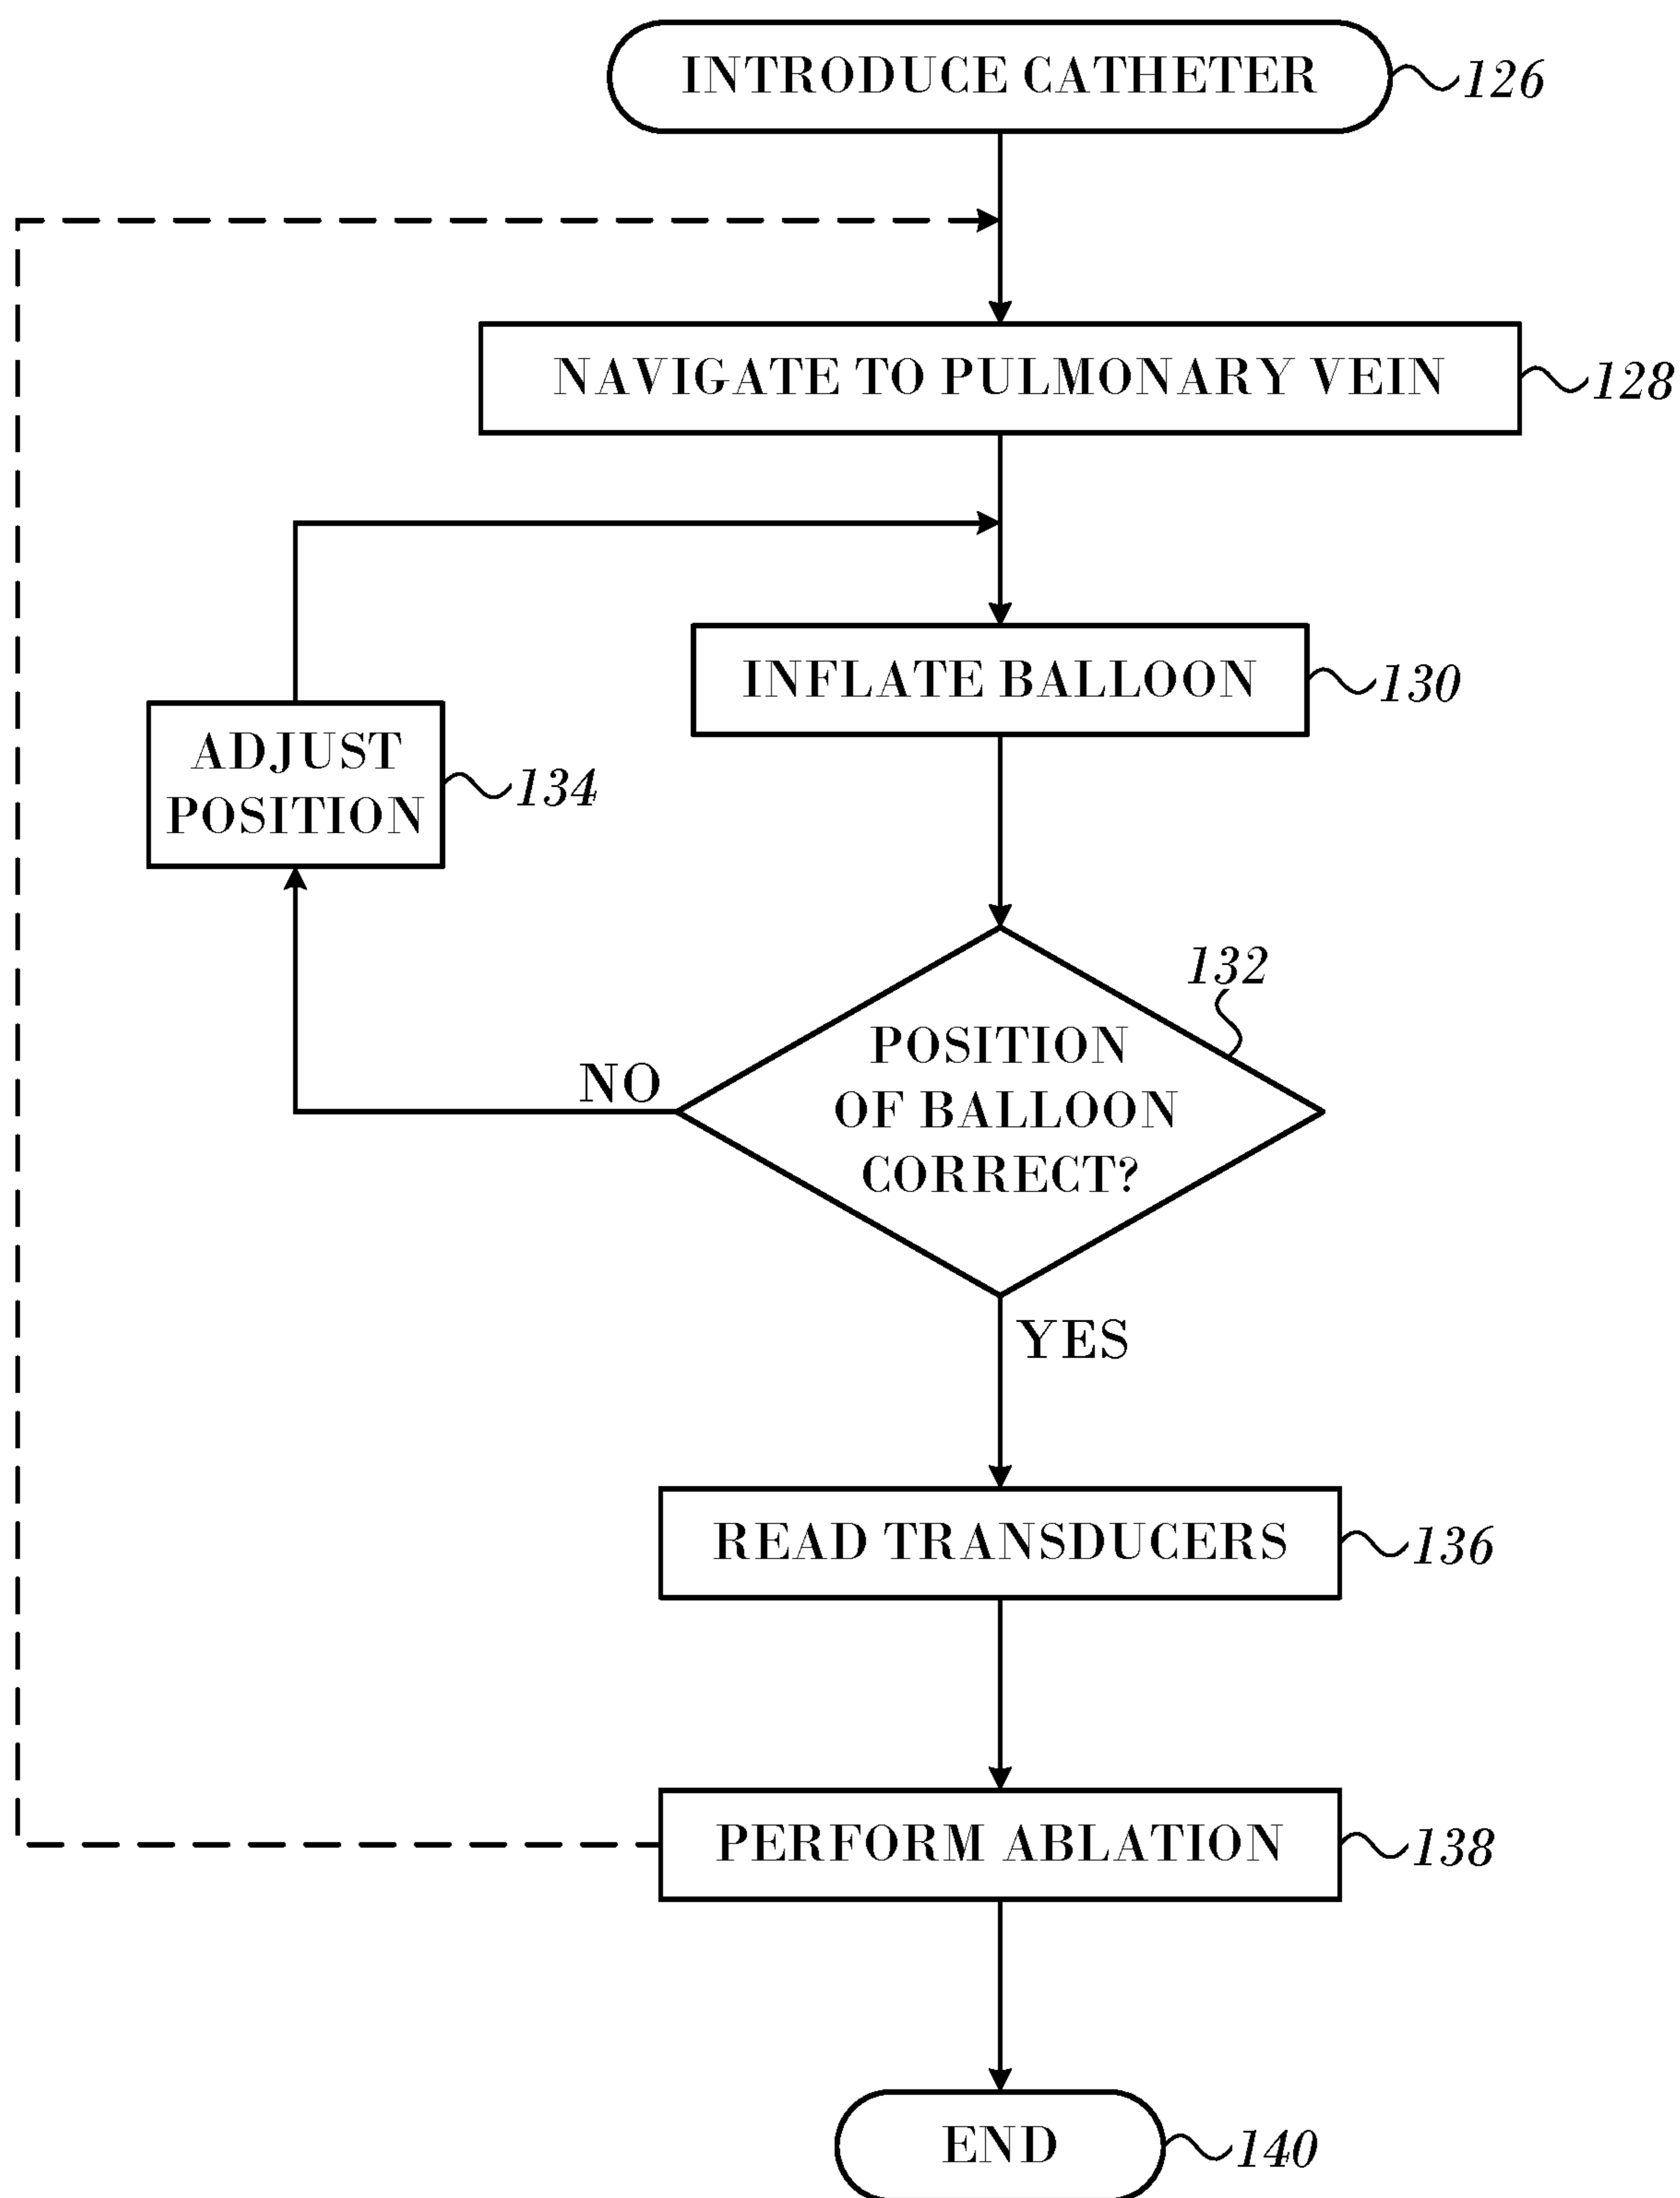 INTRODUCE CATHETER
126
NAVIGATE TO PULMONARY VEIN
128
INFLATE BALLOON
130
ADJUST
POSITION
134
132
POSITION
OF BALLOON
CORRECT?
NO
YES
READ TRANSDUCERS
136
PERFORM ABLATION
138
END
140